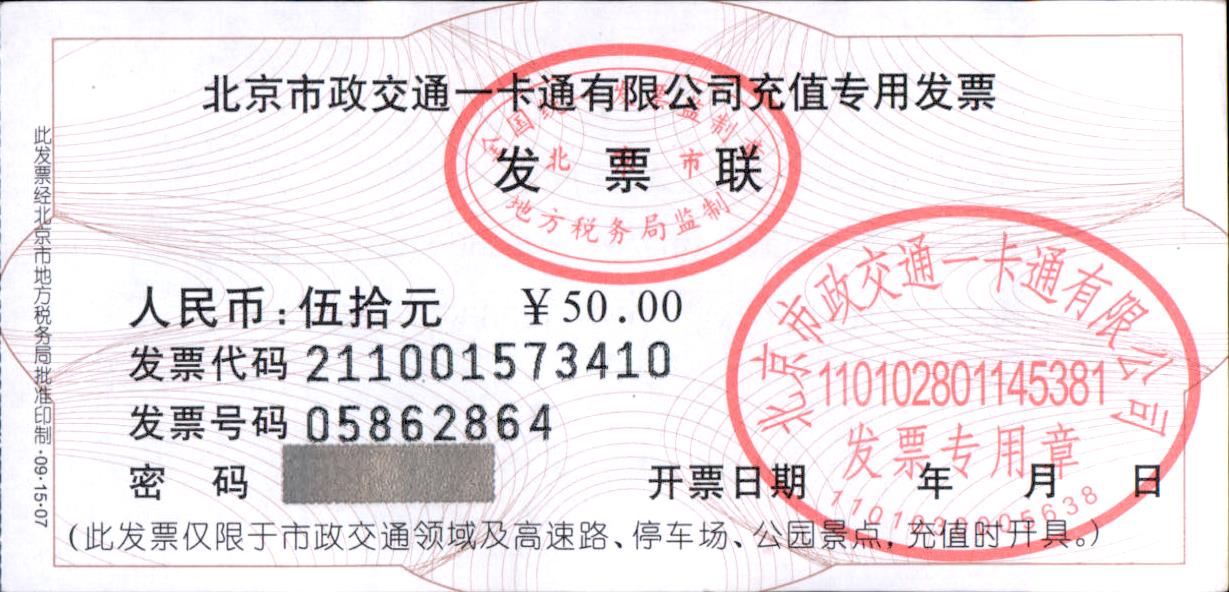 北京市政交通一卡通有限公司充值专用发票
全国统一发票监制章
北京市
发票联
地方税务局监制
此发票经北京市地方税务局批准印制·09·15·07
人民币:伍拾元 ¥50.00
发票代码 211001573410
发票号码 05862864
密码
开票日期 年 月 日
北京市政交通一卡通有限公司
110102801145381
发票专用章
(此发票仅限于市政交通领域及高速路、停车场、公园景点,充值时开具。)